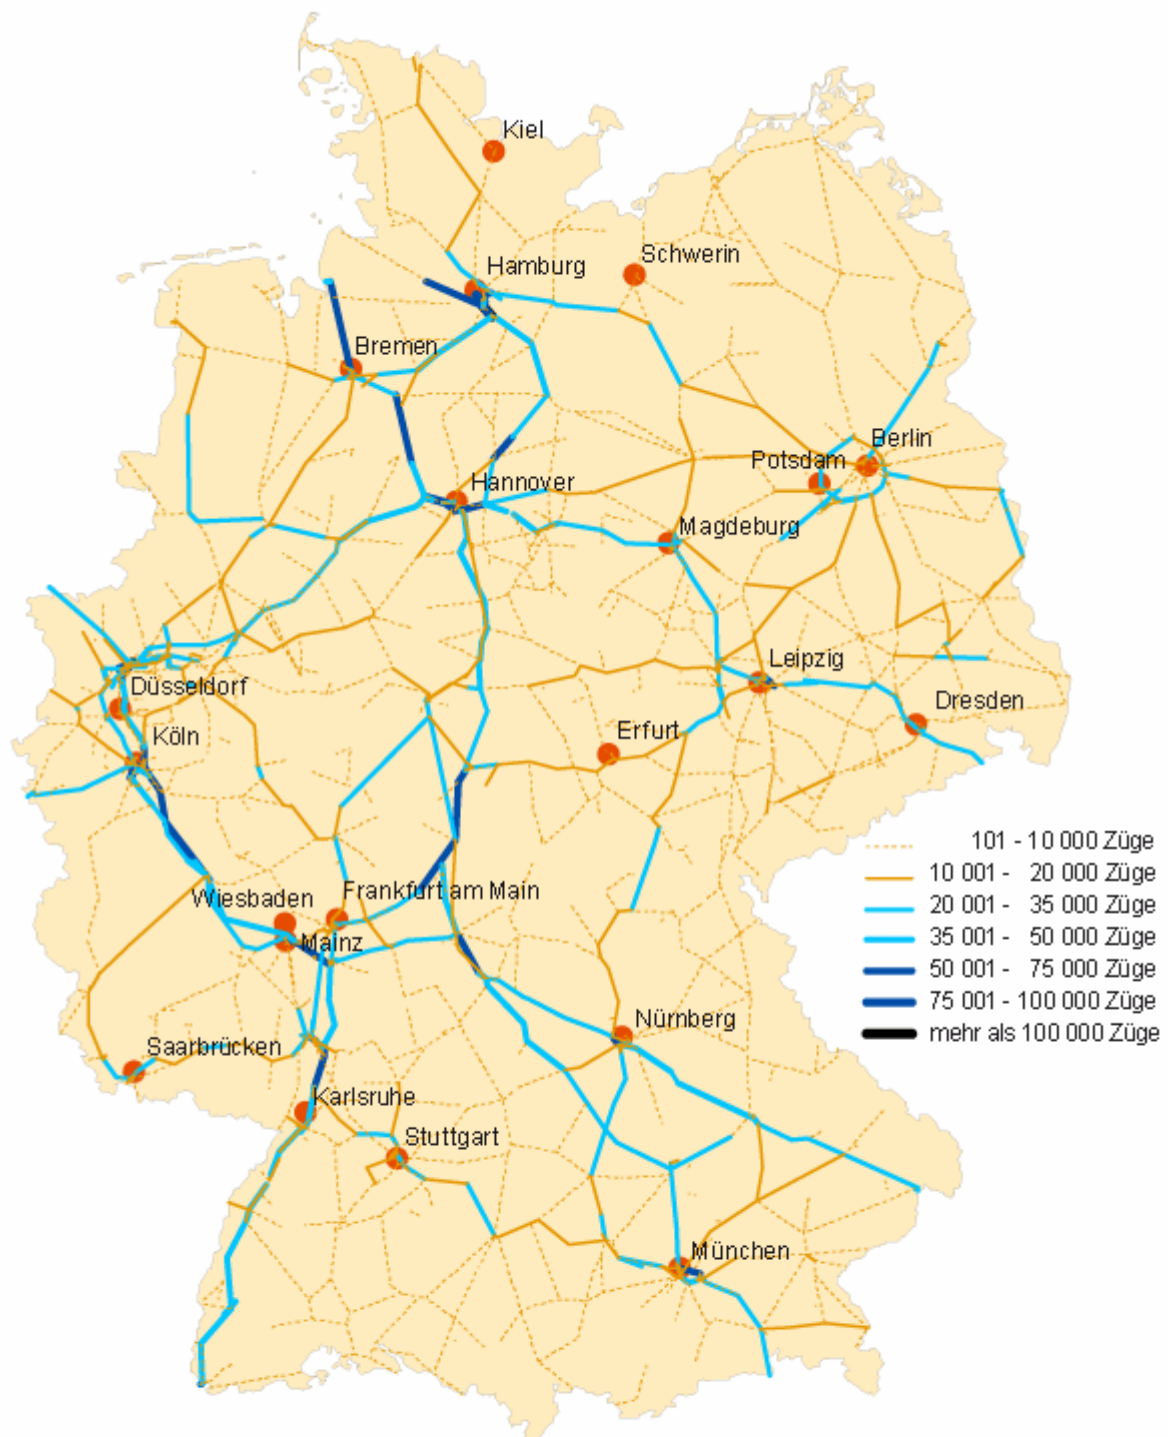 Kiel
Schwerin
Hamburg
Bremen
Berlin
Potsdam
Hannover
Magdeburg
Leipzig
Düsseldorf
Dresden
Köln
Erfurt
101 - 10 000 Züge
10 001 - 20 000 Züge
20 001 - 35 000 Züge
35 001 - 50 000 Züge
50 001 - 75 000 Züge
75 001 - 100 000 Züge
mehr als 100 000 Züge
Wiesbaden
Frankfurt am Main
Mainz
Nürnberg
Saarbrücken
Karlsruhe
Stuttgart
München